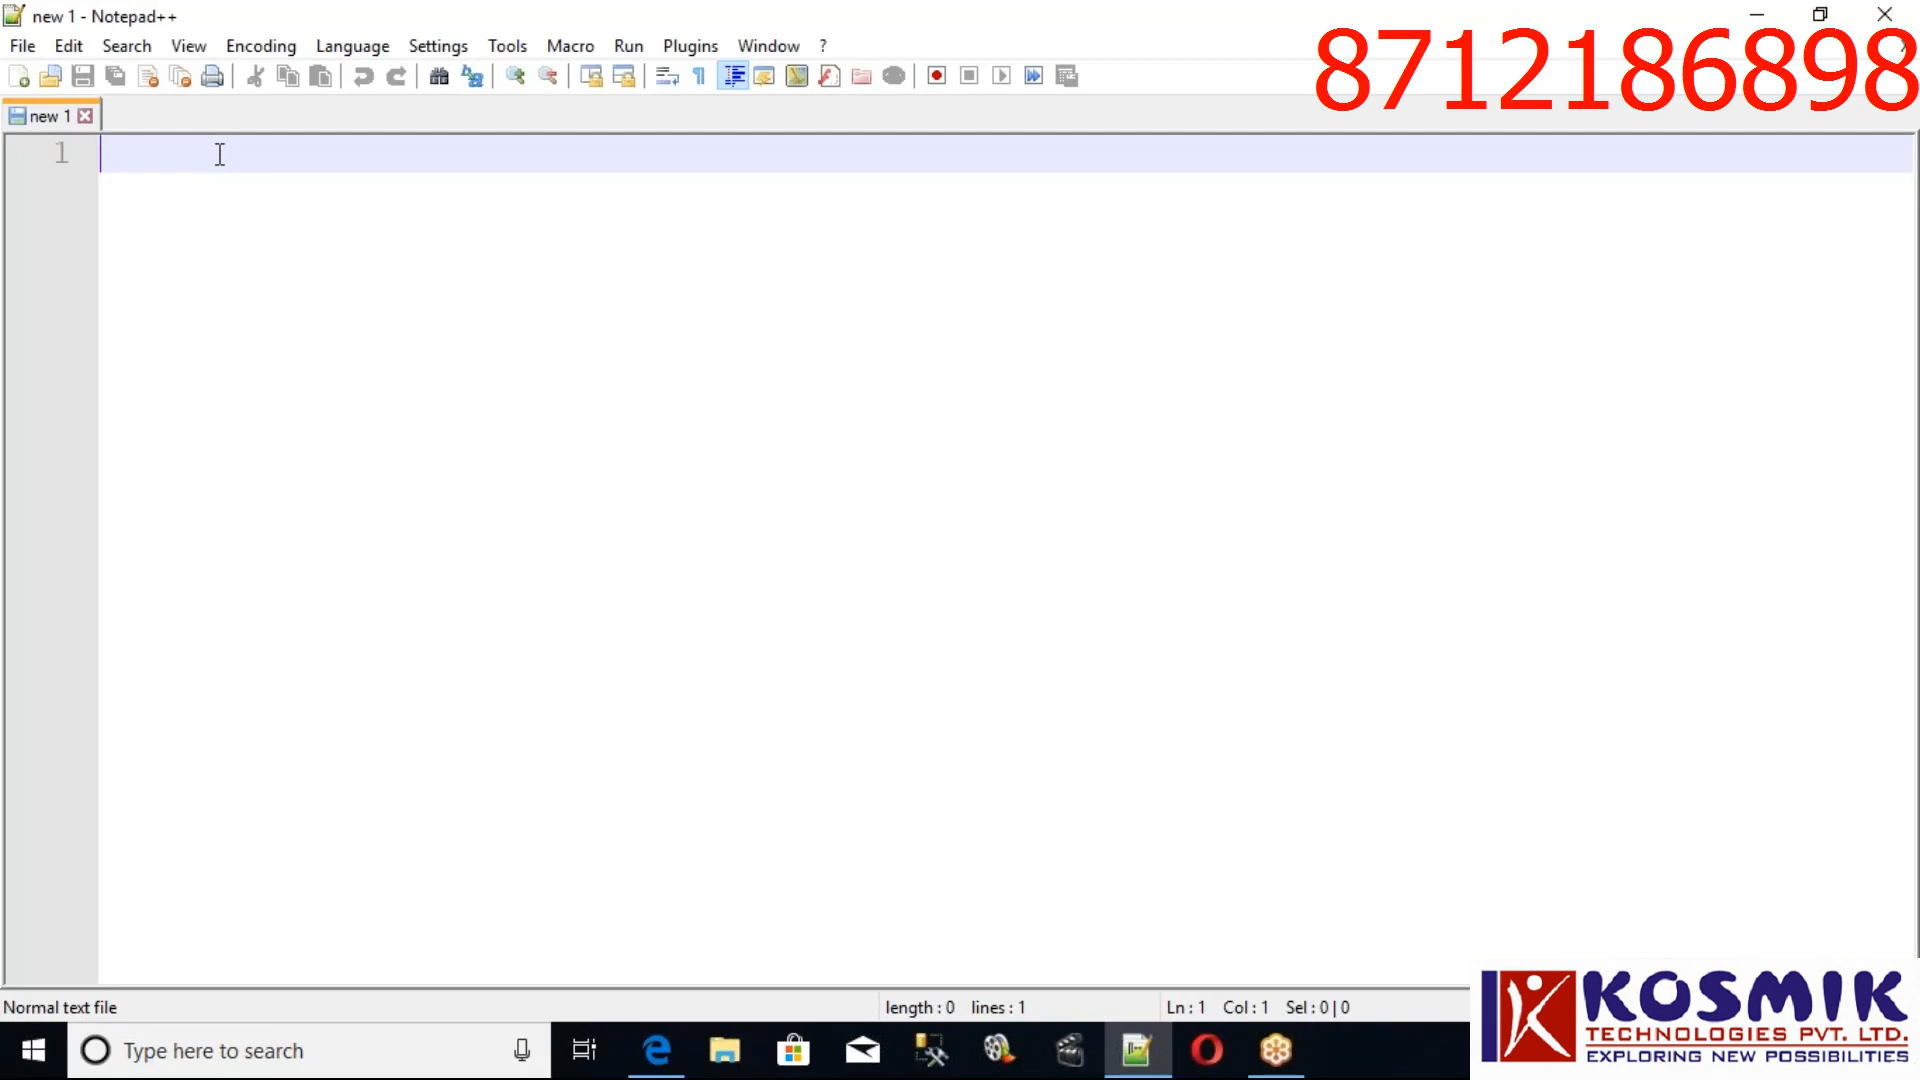 new 1 - Notepad++
File Edit Search View Encoding Language Settings Tools Macro Run Plugins Window ?
8712186898
new 1
1
Normal text file length : 0 lines : 1 Ln : 1 Col : 1 Sel : 0 | 0
Type here to search
KOSMIK
TECHNOLOGIES PVT. LTD.
EXPLORING NEW POSSIBILITIES